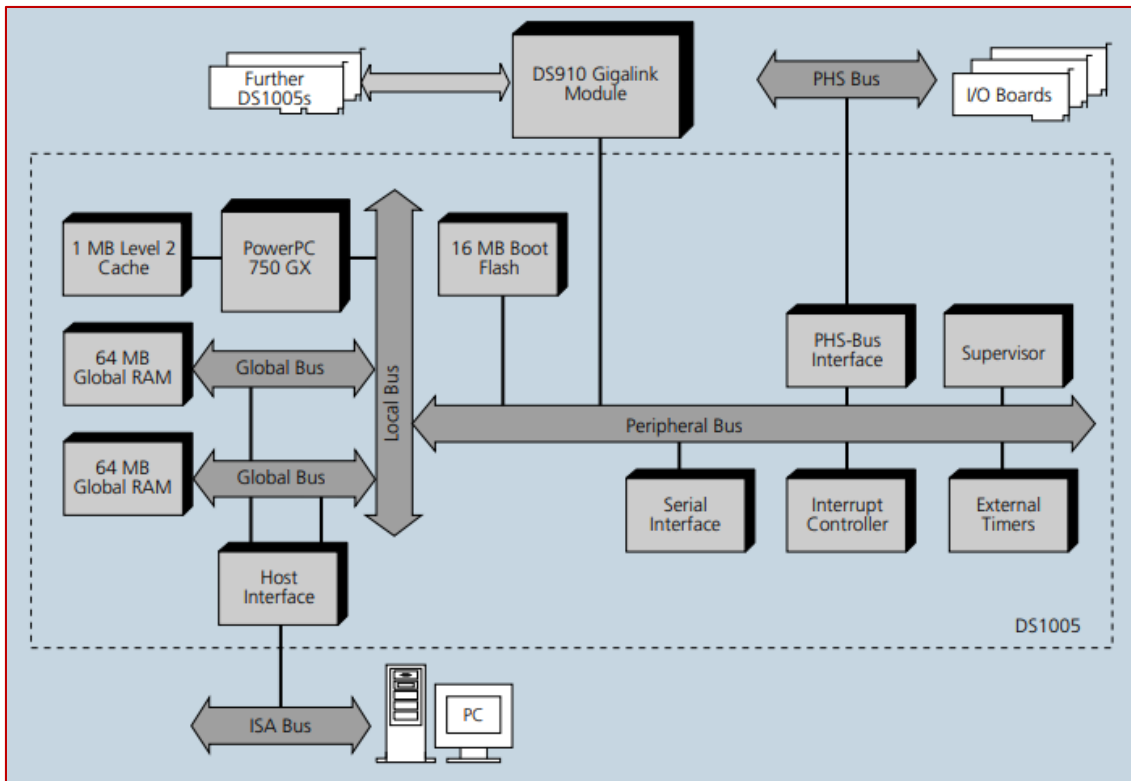 Further
DS1005s
DS910 Gigalink
Module
PHS Bus
I/O Boards
1 MB Level 2
Cache
PowerPC
750 GX
16 MB Boot
Flash
64 MB
Global RAM
Global Bus
Local Bus
PHS-Bus
Interface
Supervisor
Peripheral Bus
64 MB
Global RAM
Global Bus
Serial
Interface
Interrupt
Controller
External
Timers
Host
Interface
DS1005
ISA Bus
PC